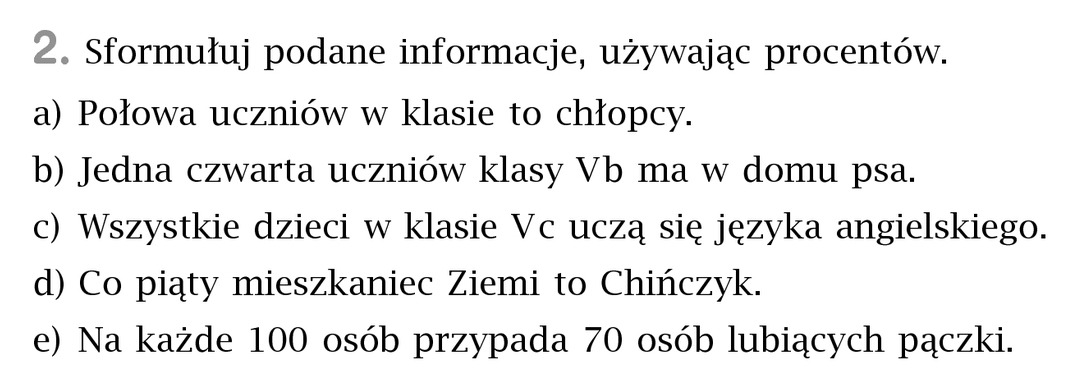 2. Sformułuj podane informacje, używając procentów.
a) Połowa uczniów w klasie to chłopcy.
b) Jedna czwarta uczniów klasy Vb ma w domu psa.
c) Wszystkie dzieci w klasie Vc uczą się języka angielskiego.
d) Co piąty mieszkaniec Ziemi to Chińczyk.
e) Na każde 100 osób przypada 70 osób lubiących pączki.